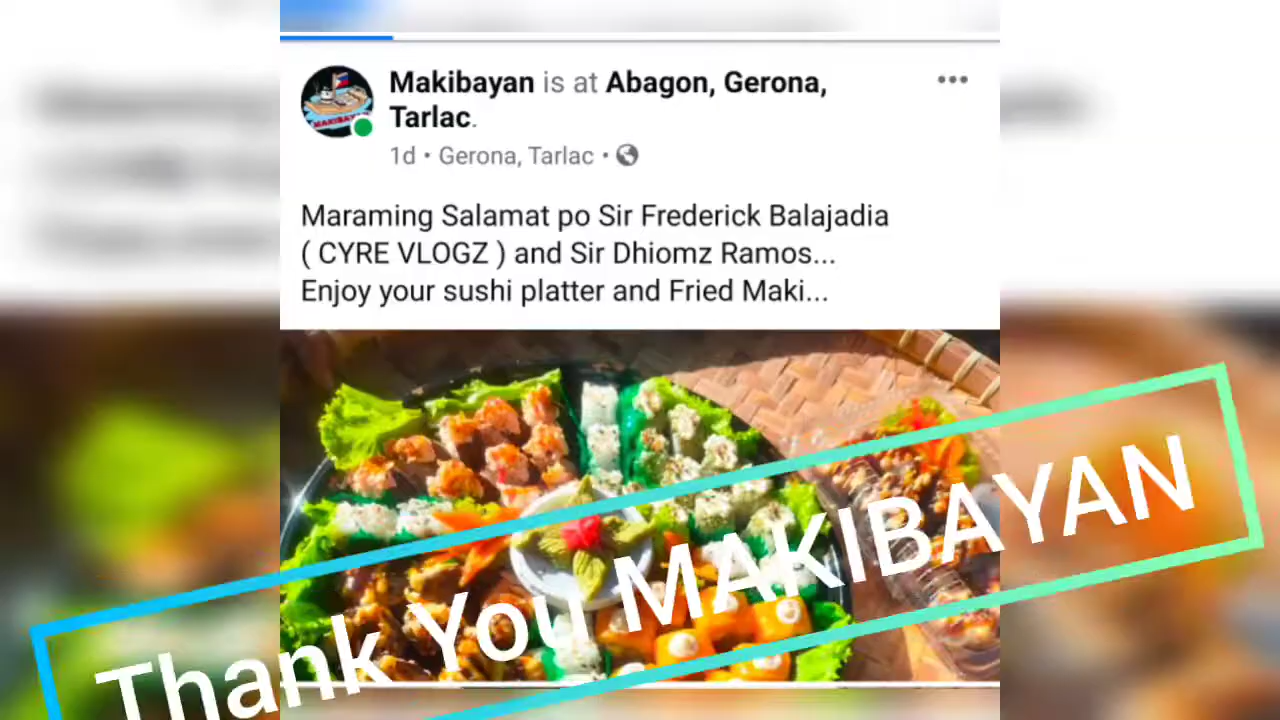 Makibayan is at Abagon, Gerona,
Tarlac.
1d • Gerona, Tarlac •
Maraming Salamat po Sir Frederick Balajadia
( CYRE VLOGZ ) and Sir Dhiomz Ramos...
Enjoy your sushi platter and Fried Maki...
MAKIBAYAN
Thank You MAKIBAYAN